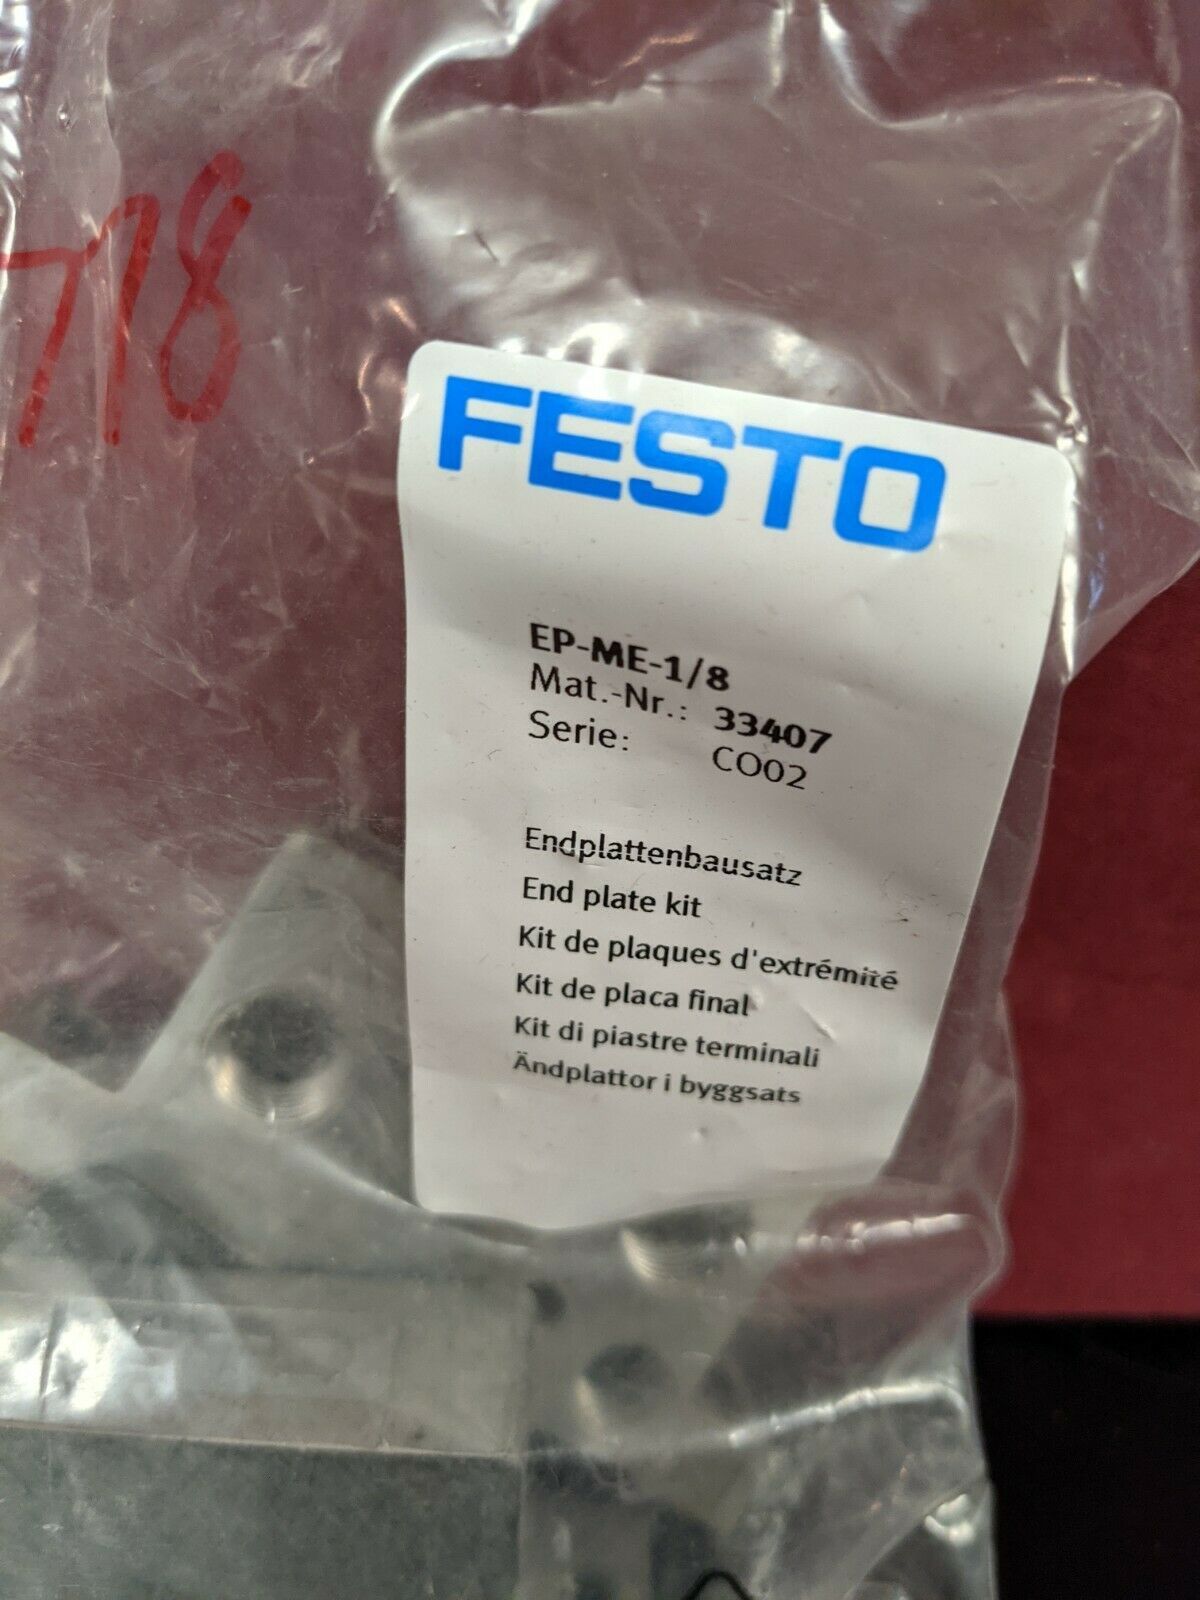 778
FESTO
EP-ME-1/8
Mat.-Nr.: 33407
Serie: CO02
Endplattenbausatz
End plate kit
Kit de plaques d'extrémité
Kit de placa final
Kit di piastre terminali
Ändplattor i byggsats